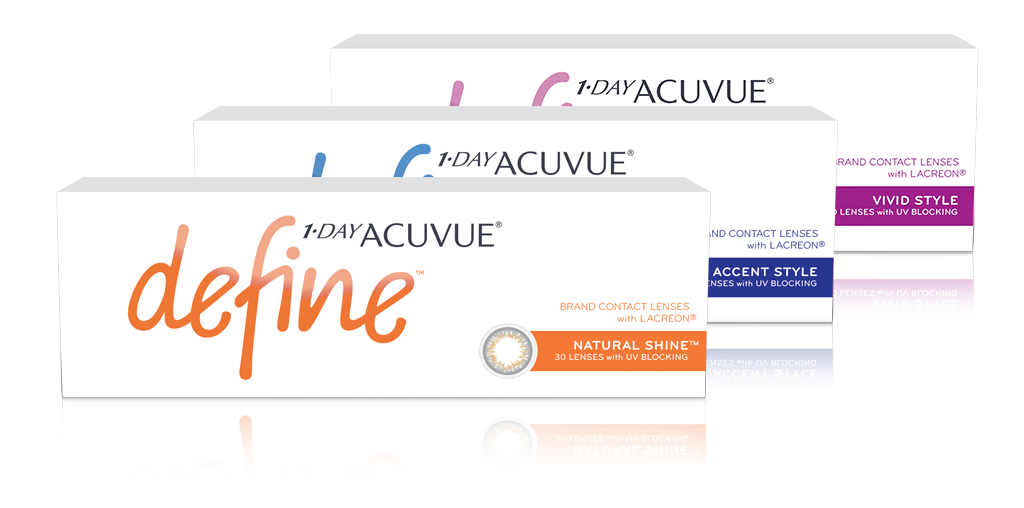 1·DAY ACUVUE®
BRAND CONTACT LENSES
with LACREON®
VIVID STYLE
LENSES with UV BLOCKING
1·DAY ACUVUE®
AND CONTACT LENSES
with LACREON®
ACCENT STYLE
ENSES with UV BLOCKING
1·DAY ACUVUE®
define™
BRAND CONTACT LENSES
with LACREON®
NATURAL SHINE™
30 LENSES with UV BLOCKING